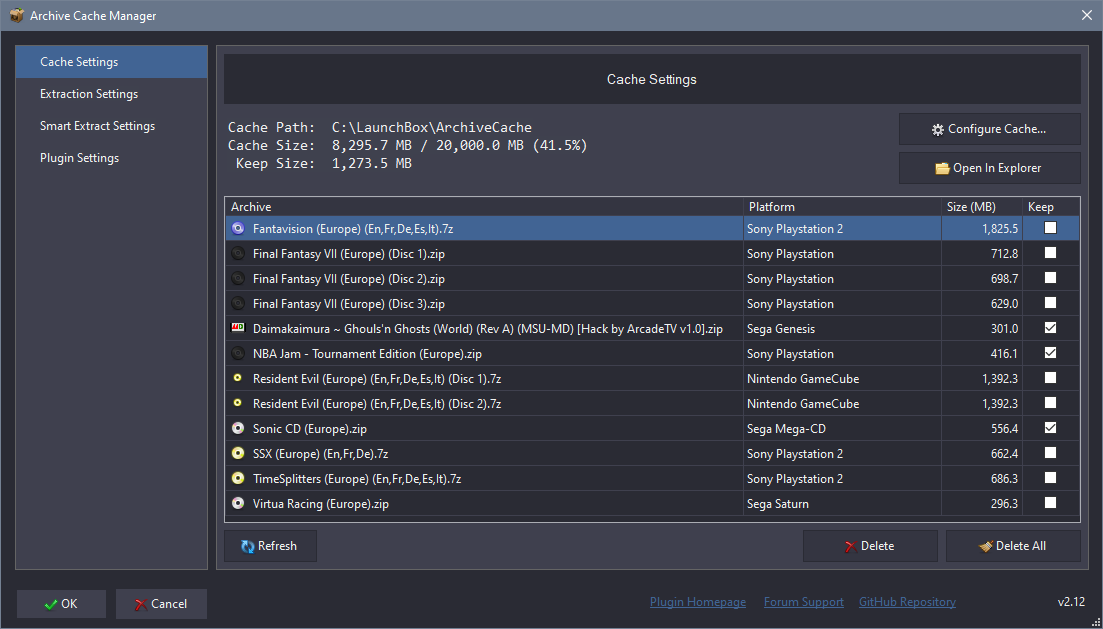 Archive Cache Manager
Cache Settings
Extraction Settings
Smart Extract Settings
Plugin Settings
Cache Settings
Cache Path: C:\LaunchBox\ArchiveCache
Cache Size: 8,295.7 MB / 20,000.0 MB (41.5%)
Keep Size: 1,273.5 MB
Configure Cache...
Open In Explorer
Archive Platform Size (MB) Keep
Fantavision (Europe) (En,Fr,De,Es,It).7z Sony Playstation 2 1,825.5
Final Fantasy VII (Europe) (Disc 1).zip Sony Playstation 712.8
Final Fantasy VII (Europe) (Disc 2).zip Sony Playstation 698.7
Final Fantasy VII (Europe) (Disc 3).zip Sony Playstation 629.0
Daimakaimura ~ Ghouls'n Ghosts (World) (Rev A) (MSU-MD) [Hack by ArcadeTV v1.0].zip Sega Genesis 301.0
NBA Jam - Tournament Edition (Europe).zip Sony Playstation 416.1
Resident Evil (Europe) (En,Fr,De,Es,It) (Disc 1).7z Nintendo GameCube 1,392.3
Resident Evil (Europe) (En,Fr,De,Es,It) (Disc 2).7z Nintendo GameCube 1,392.3
Sonic CD (Europe).zip Sega Mega-CD 556.4
SSX (Europe) (En,Fr,De).7z Sony Playstation 2 662.4
TimeSplitters (Europe) (En,Fr,De,Es,It).7z Sony Playstation 2 686.3
Virtua Racing (Europe).zip Sega Saturn 296.3
Refresh Delete Delete All
OK Cancel Plugin Homepage Forum Support GitHub Repository v2.12